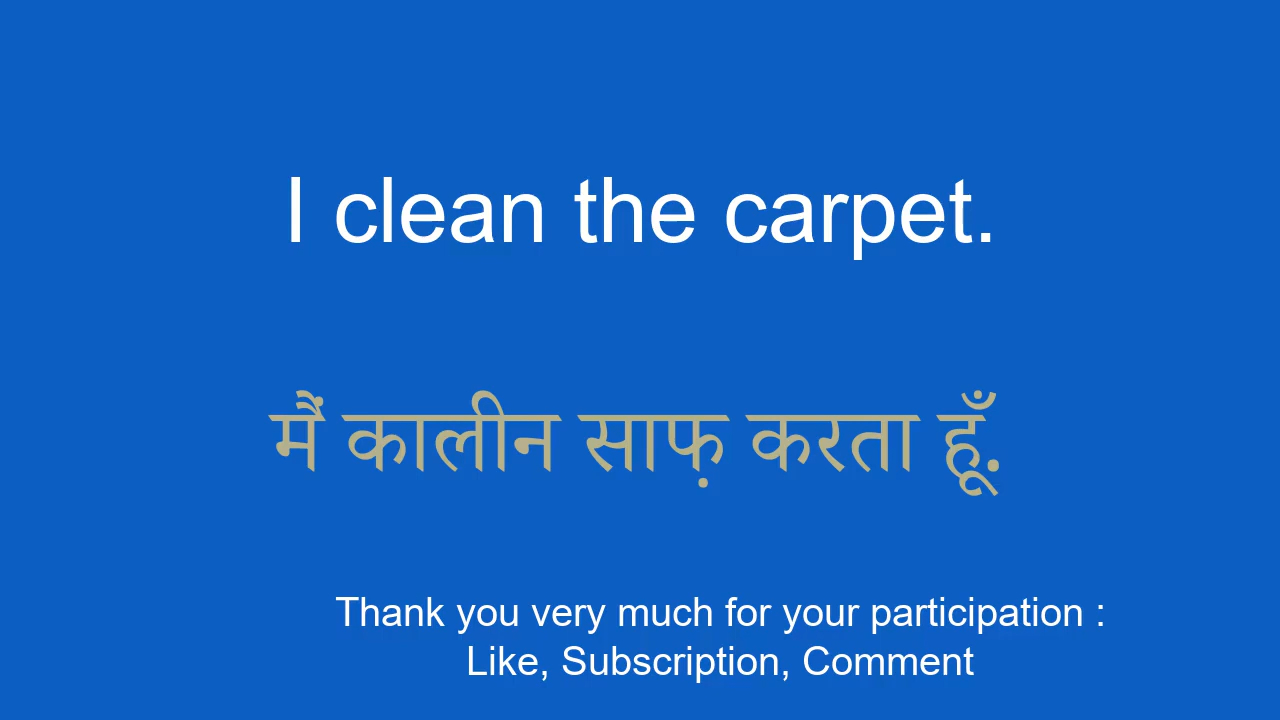 I clean the carpet.
मैं कालीन साफ़ करता हूँ.
Thank you very much for your participation :
Like, Subscription, Comment